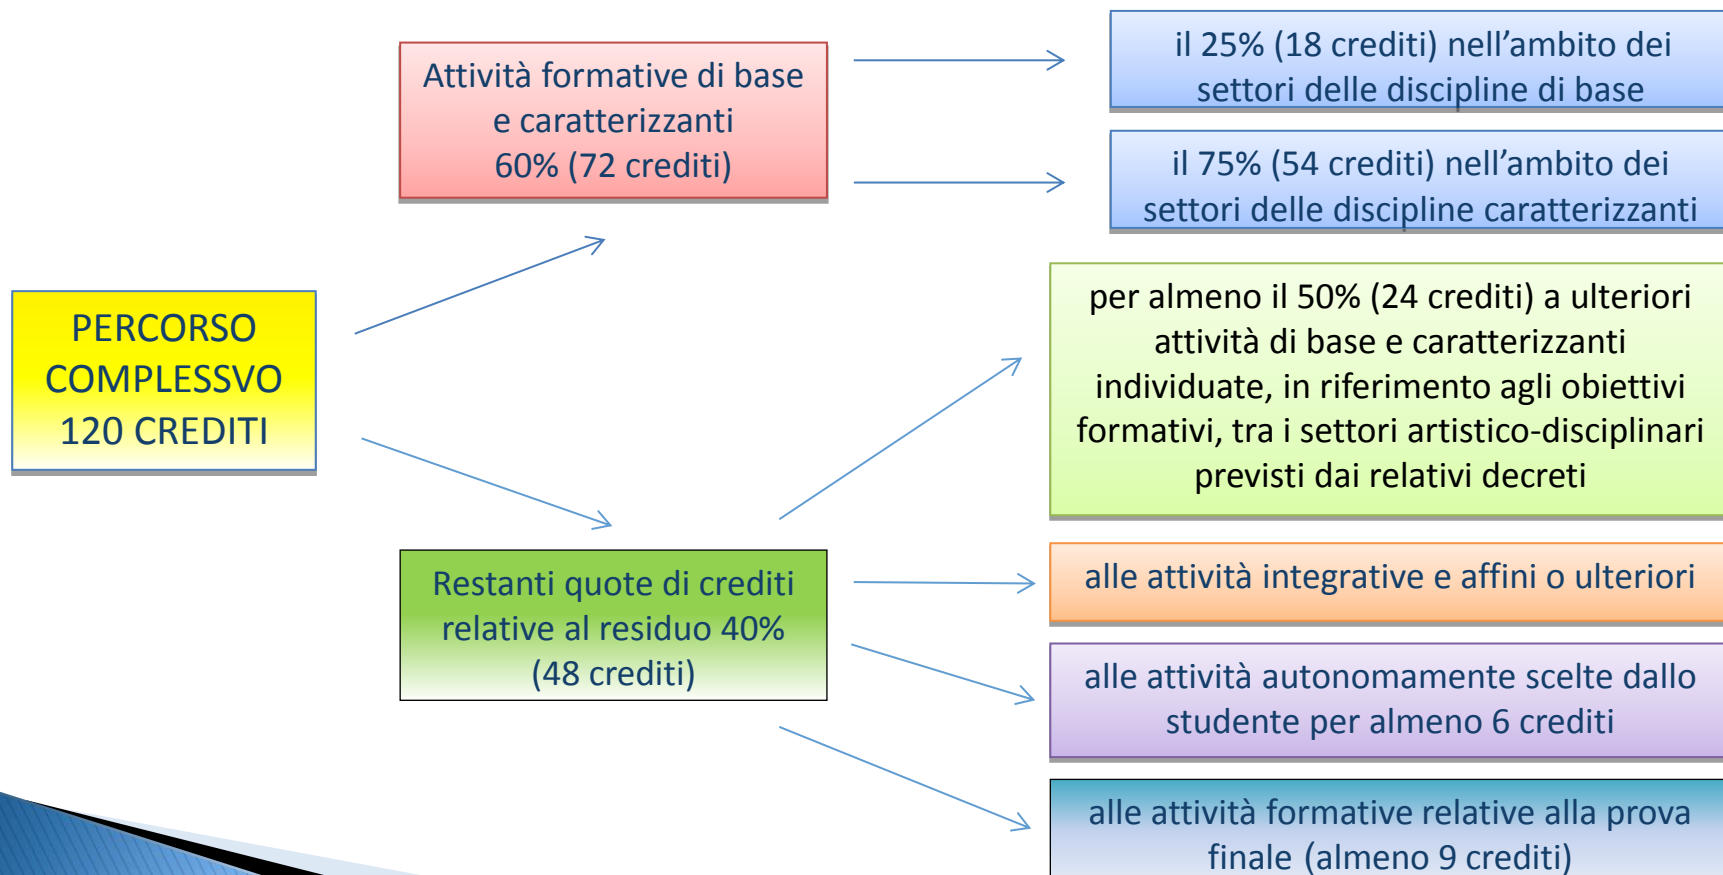 Attività formative di base
e caratterizzanti
60% (72 crediti)
il 25% (18 crediti) nell’ambito dei
settori delle discipline di base
il 75% (54 crediti) nell’ambito dei
settori delle discipline caratterizzanti
PERCORSO
COMPLESSVO
120 CREDITI
per almeno il 50% (24 crediti) a ulteriori
attività di base e caratterizzanti
individuate, in riferimento agli obiettivi
formativi, tra i settori artistico-disciplinari
previsti dai relativi decreti
Restanti quote di crediti
relative al residuo 40%
(48 crediti)
alle attività integrative e affini o ulteriori
alle attività autonomamente scelte dallo
studente per almeno 6 crediti
alle attività formative relative alla prova
finale (almeno 9 crediti)